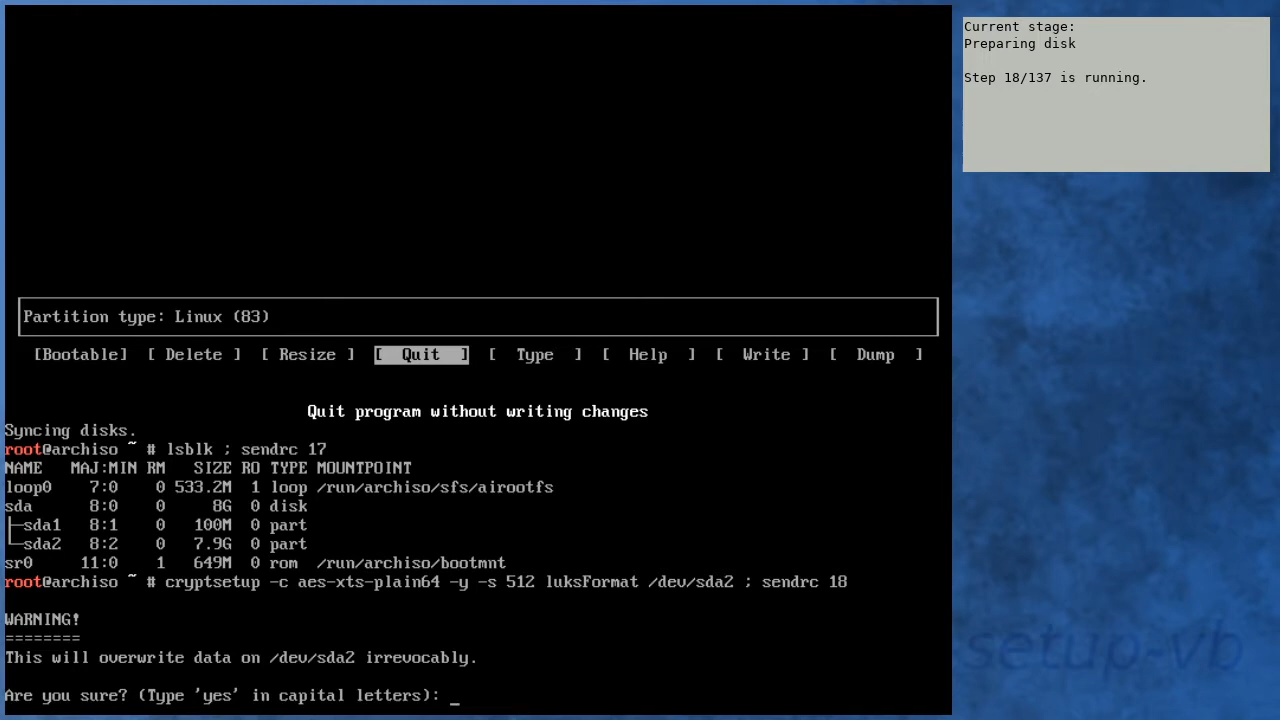 Partition type: Linux (83)
[Bootable] [ Delete ] [ Resize ] [ Quit ] [ Type ] [ Help ] [ Write ] [ Dump ]
Quit program without writing changes
Syncing disks.
root@archiso ~ # lsblk ; sendrc 17
NAME MAJ:MIN RM SIZE RO TYPE MOUNTPOINT
loop0 7:0 0 533.2M 1 loop /run/archiso/sfs/airootfs
sda 8:0 0 8G 0 disk
├─sda1 8:1 0 100M 0 part
└─sda2 8:2 0 7.9G 0 part
sr0 11:0 1 649M 0 rom /run/archiso/bootmnt
root@archiso ~ # cryptsetup -c aes-xts-plain64 -y -s 512 luksFormat /dev/sda2 ; sendrc 18
WARNING!
========
This will overwrite data on /dev/sda2 irrevocably.
Are you sure? (Type 'yes' in capital letters): _
Current stage:
Preparing disk
Step 18/137 is running.
setup-vb